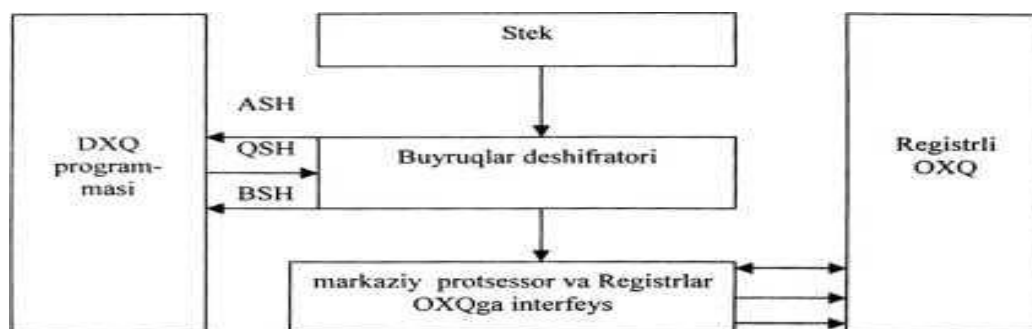 Stek
ASH
DXQ
program-
masi
QSH
BSH
Buyruqlar deshifratori
Registrli
OXQ
markaziy protsessor va Registrlar
OXQga interfeys